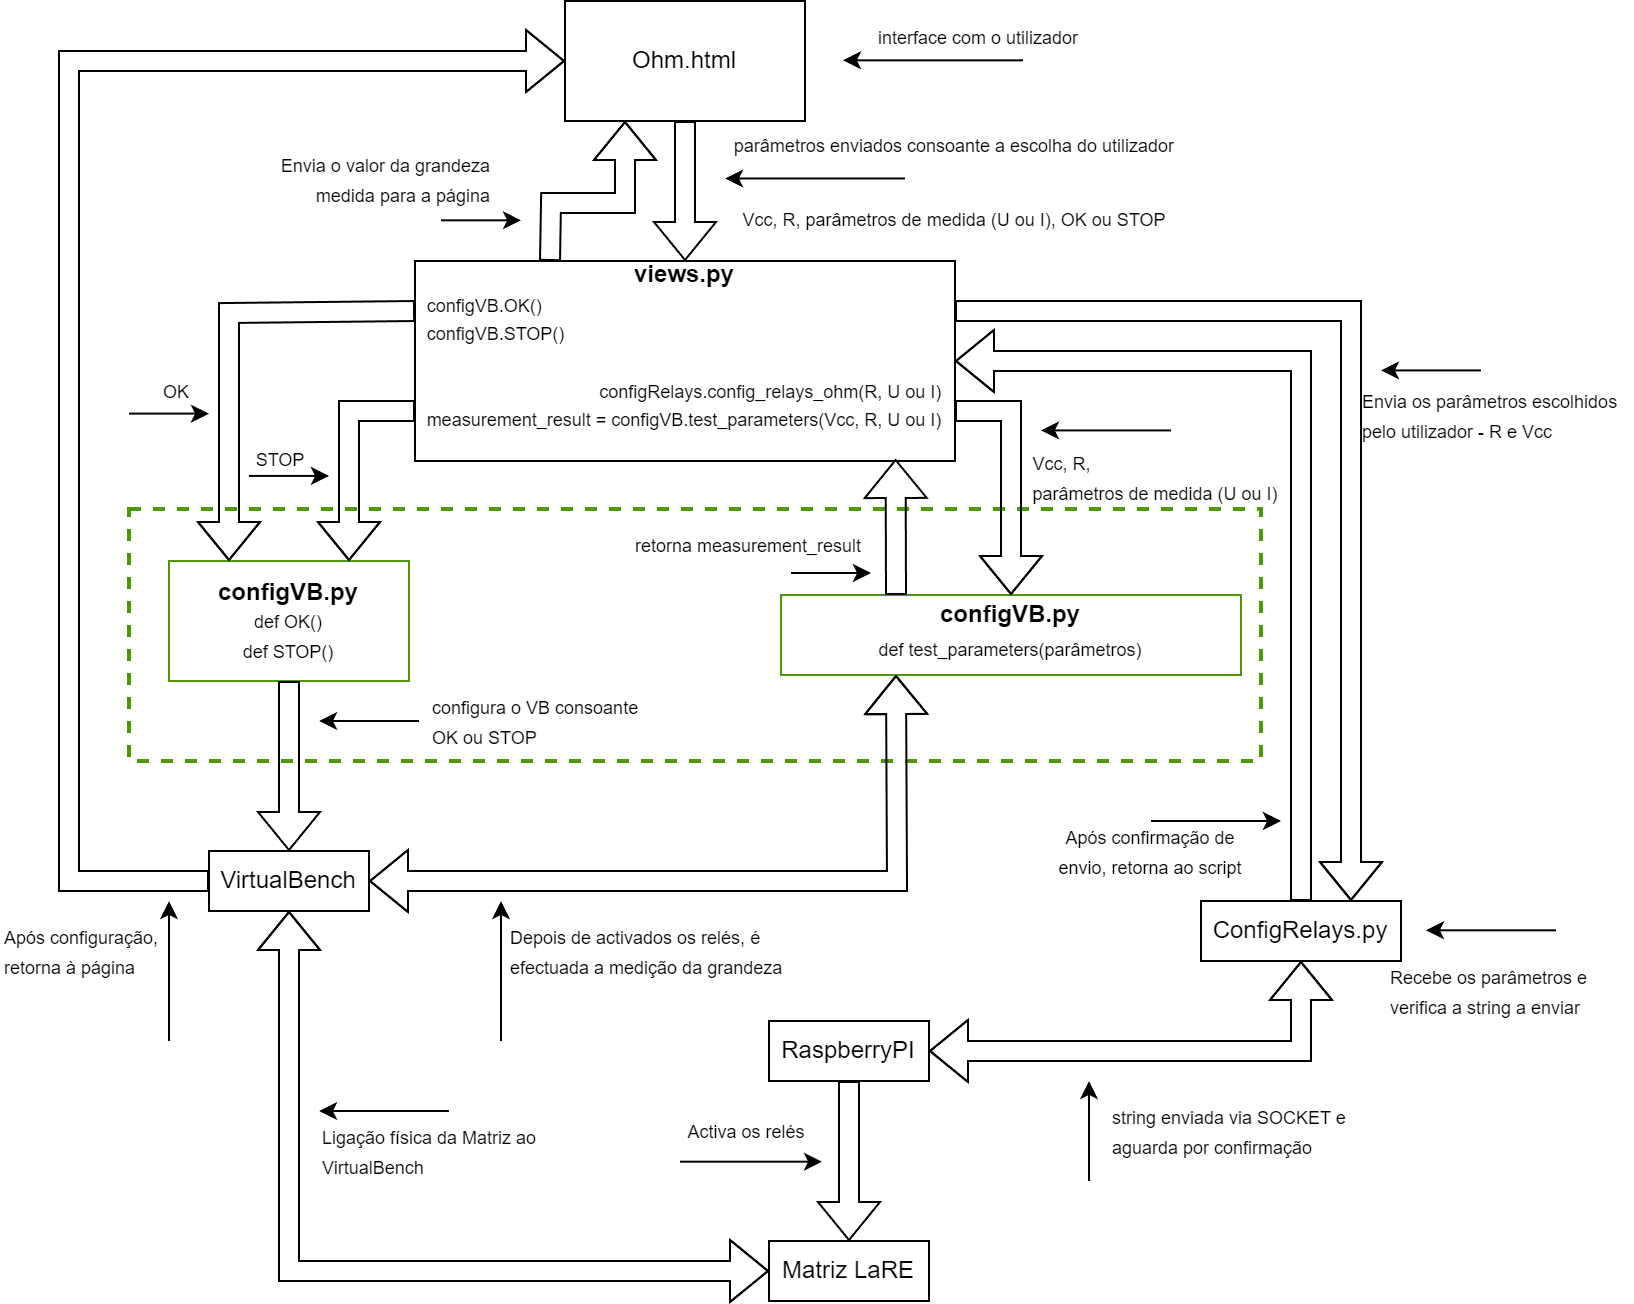 Ohm.html
interface com o utilizador
parâmetros enviados consoante a escolha do utilizador
Envia o valor da grandeza
medida para a página
Vcc, R, parâmetros de medida (U ou I), OK ou STOP
views.py
configVB.OK()
configVB.STOP()
configRelays.config_relays_ohm(R, U ou I)
measurement_result = configVB.test_parameters(Vcc, R, U ou I)
OK
STOP
Envia os parâmetros escolhidos
pelo utilizador - R e Vcc
Vcc, R,
parâmetros de medida (U ou I)
retorna measurement_result
configVB.py
def OK()
def STOP()
configVB.py
def test_parameters(parâmetros)
configura o VB consoante
OK ou STOP
Após confirmação de
envio, retorna ao script
VirtualBench
ConfigRelays.py
Após configuração,
retorna à página
Depois de activados os relés, é
efectuada a medição da grandeza
Recebe os parâmetros e
verifica a string a enviar
RaspberryPI
string enviada via SOCKET e
aguarda por confirmação
Activa os relés
Ligação física da Matriz ao
VirtualBench
Matriz LaRE